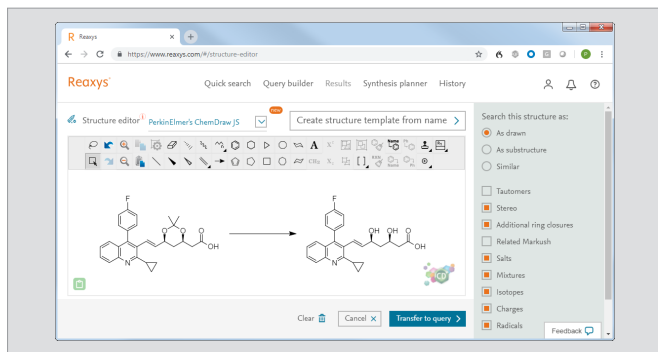 Reaxys
https://www.reaxys.com/#/structure-editor
Reaxys
Quick search Query builder Results Synthesis planner History
Structure editor PerkinElmer's ChemDraw JS
new
Create structure template from name
Search this structure as:
As drawn
As substructure
Similar
Tautomers
Stereo
Additional ring closures
Related Markush
Salts
Mixtures
Isotopes
Charges
Radicals
A
F
O O
O
OH
N
F
OH OH O
OH
N
Clear Cancel Transfer to query
Feedback